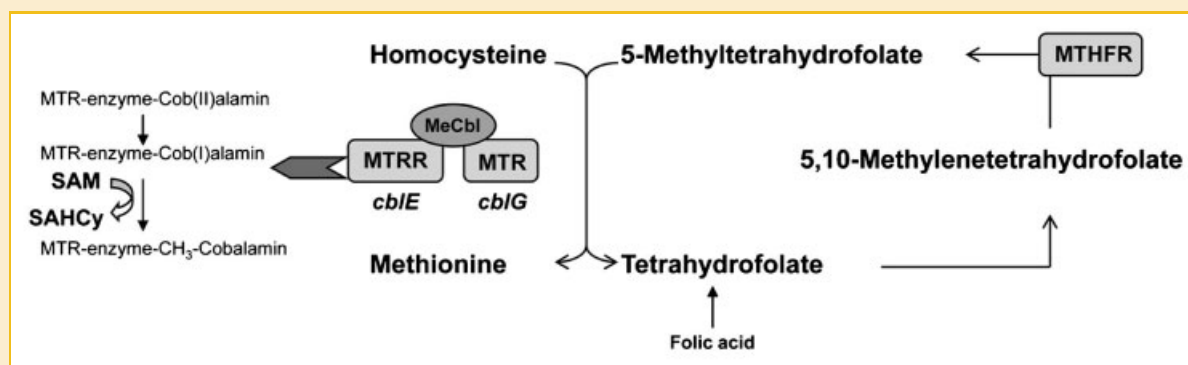 Homocysteine
5-Methyltetrahydrofolate
MTHFR
MTR-enzyme-Cob(II)alamin
MeCbl
MTR-enzyme-Cob(I)alamin
MTRR
MTR
5,10-Methylenetetrahydrofolate
SAM
cblE
cblG
SAHCy
MTR-enzyme-CH₃-Cobalamin
Methionine
Tetrahydrofolate
Folic acid